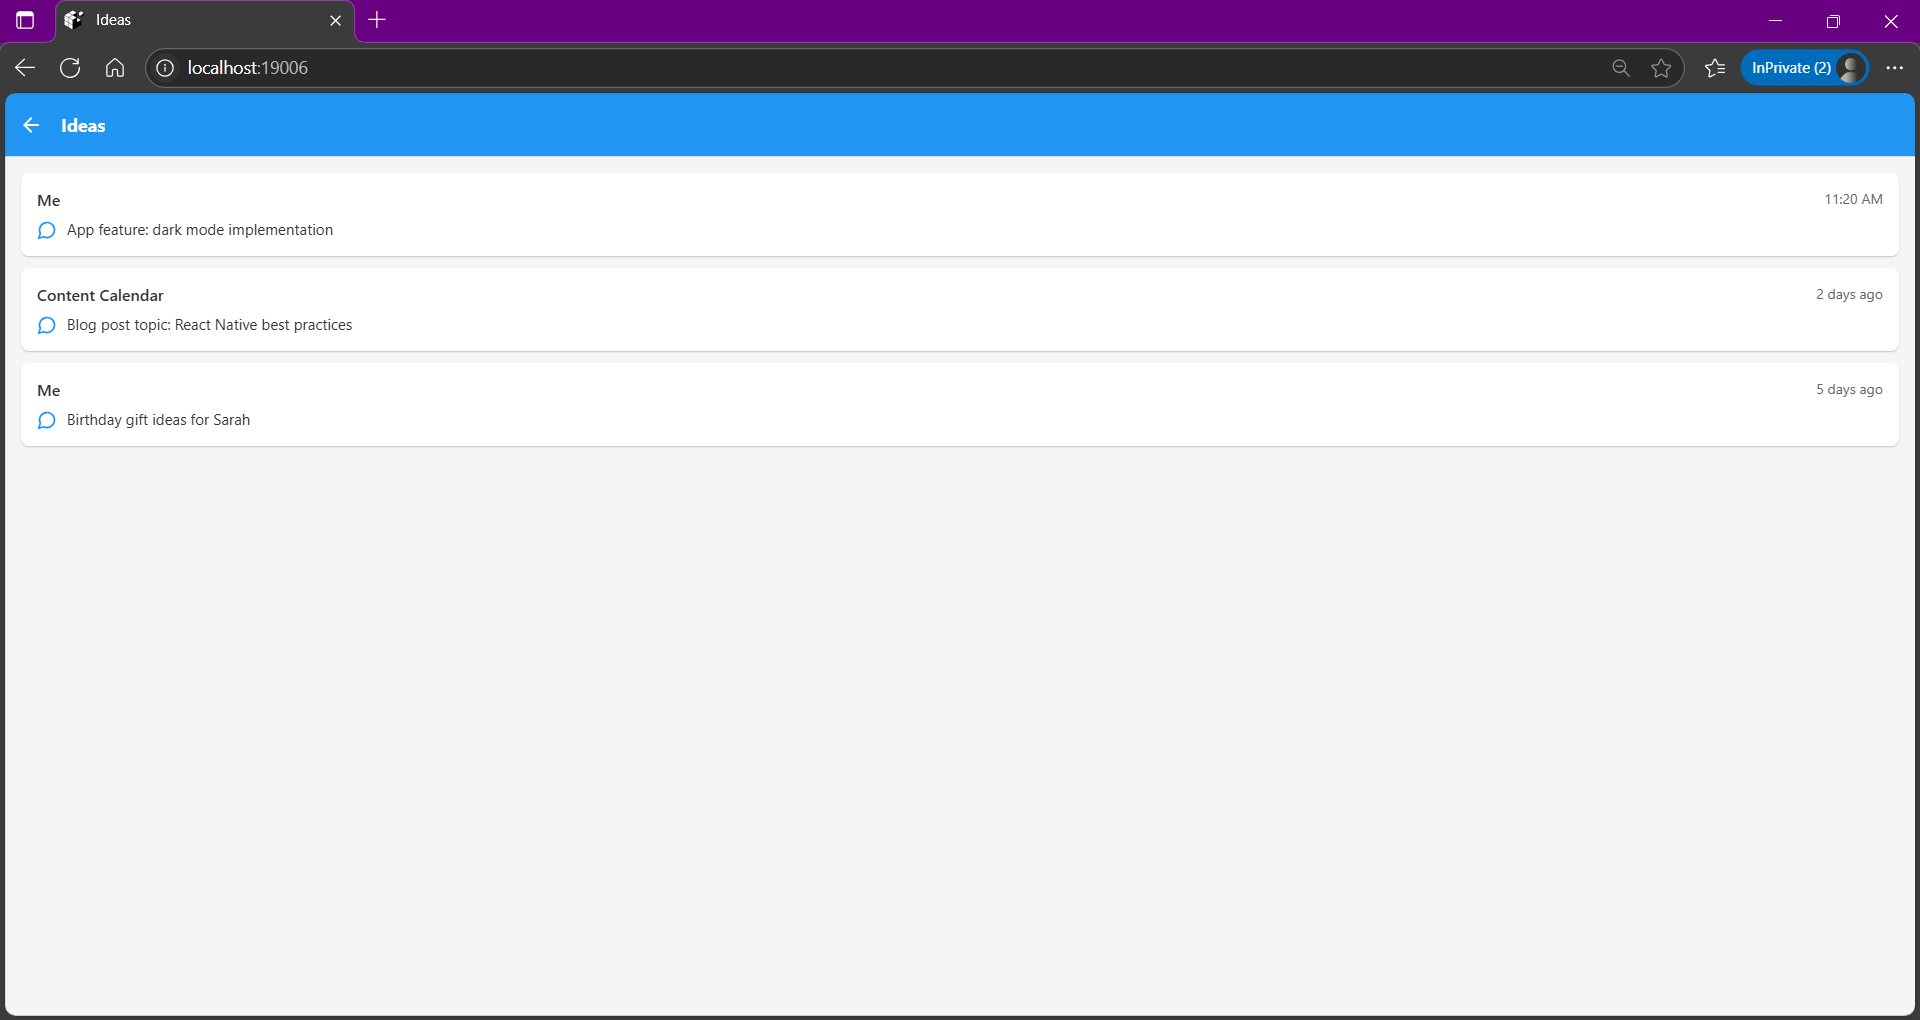 Ideas
localhost:19006
InPrivate (2)
Ideas
Me
11:20 AM
App feature: dark mode implementation
Content Calendar
2 days ago
Blog post topic: React Native best practices
Me
5 days ago
Birthday gift ideas for Sarah